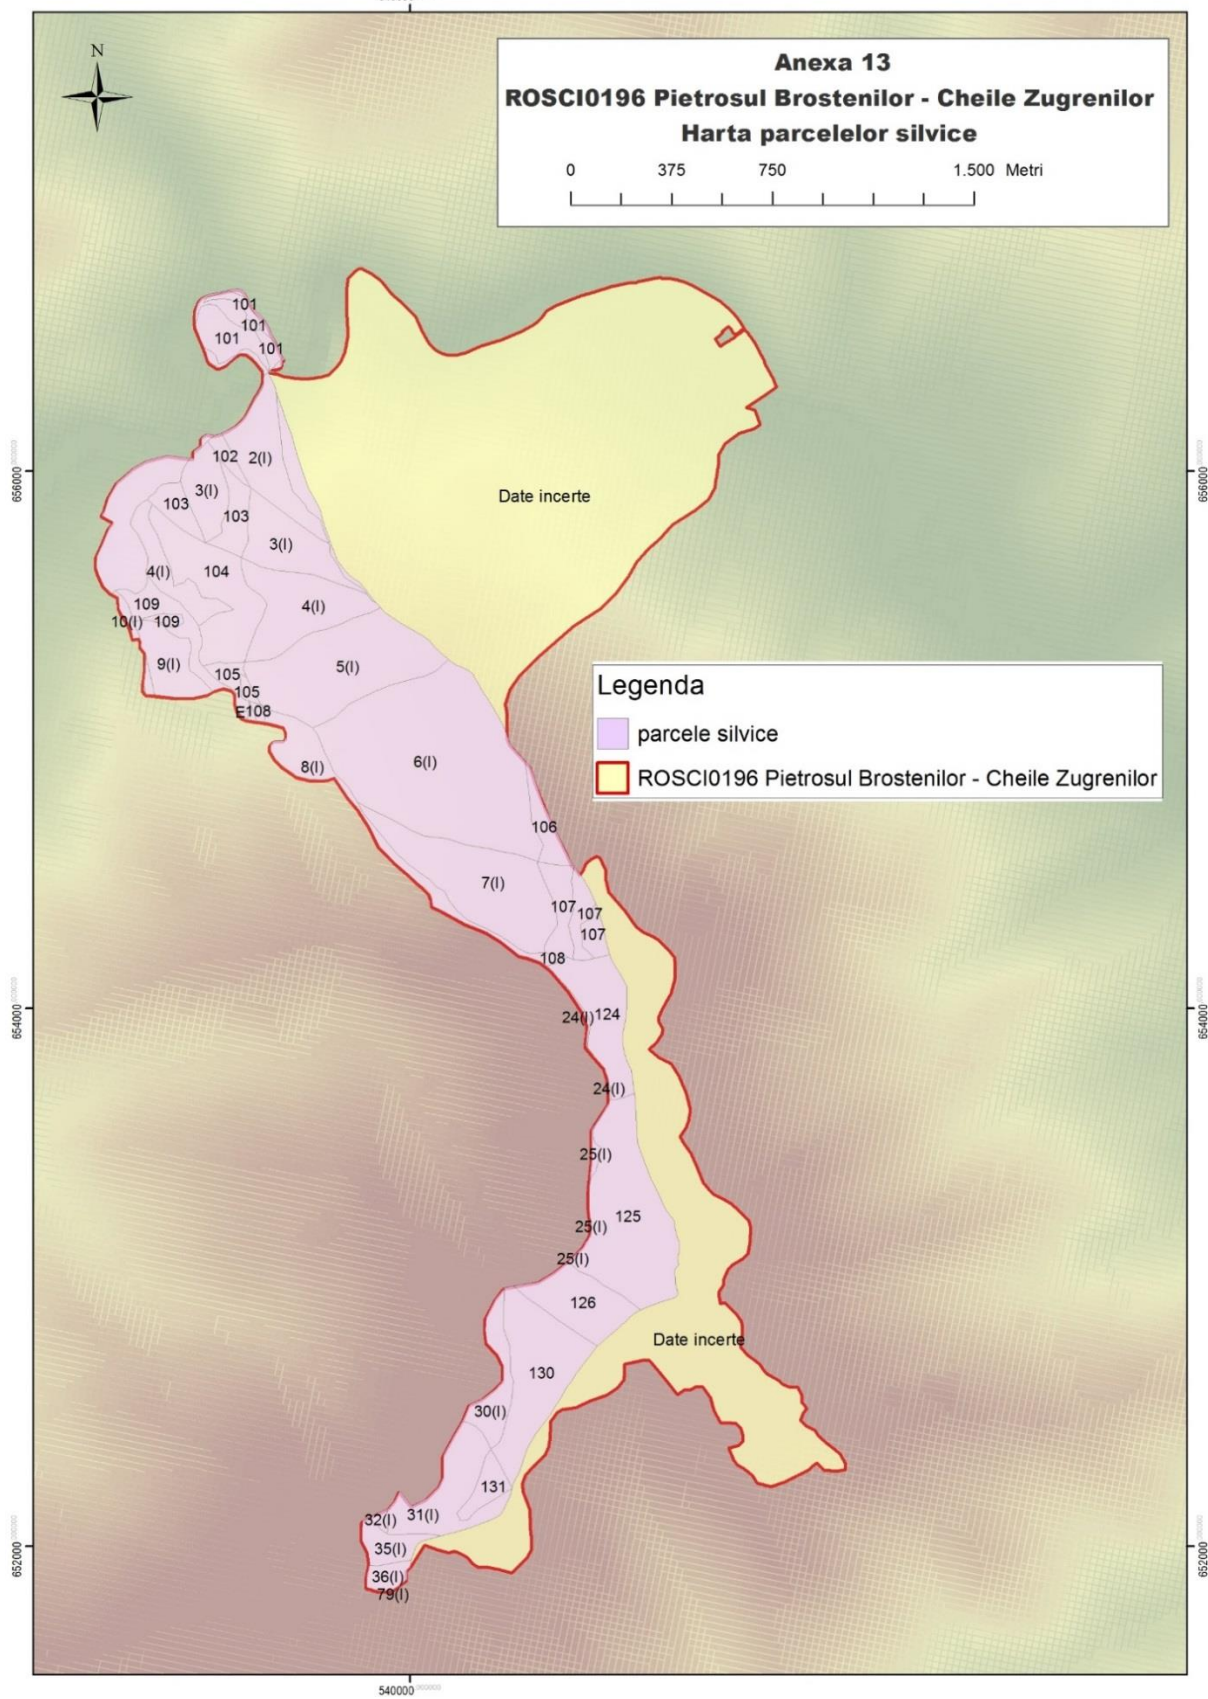 N
Anexa 13
ROSCI0196 Pietrosul Brostenilor - Cheile Zugrenilor
Harta parcelelor silvice
0 375 750 1.500 Metri
101
101
101
101
102 2(I)
656000 656000
3(I)
Date incerte
103
103
3(I)
4(I) 104
109 4(I)
10(I) 109
9(I) 5(I)
105
105
E108
Legenda
parcele silvice
ROSCI0196 Pietrosul Brostenilor - Cheile Zugrenilor
8(I) 6(I)
106
7(I)
107
107
107
108
654000 654000
24(I) 124
24(I)
25(I)
125
25(I)
25(I)
126
Date incerte
130
30(I)
131
31(I)
32(I)
35(I)
652000 652000
36(I)
79(I)
540000